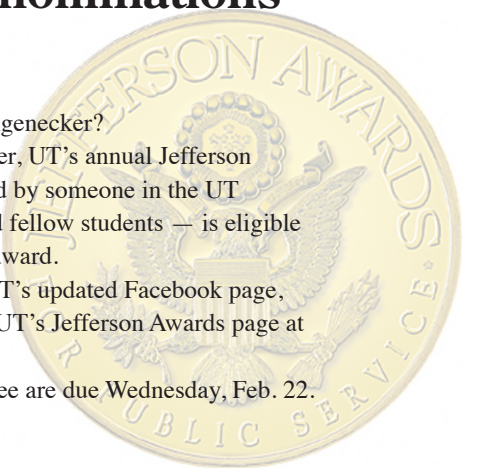 nominations
genecker?
er, UT’s annual Jefferson
d by someone in the UT
d fellow students — is eligible
ward.
T’s updated Facebook page,
UT’s Jefferson Awards page at
ee are due Wednesday, Feb. 22.
JEFFERSON AWARDS
FOR PUBLIC SERVICE